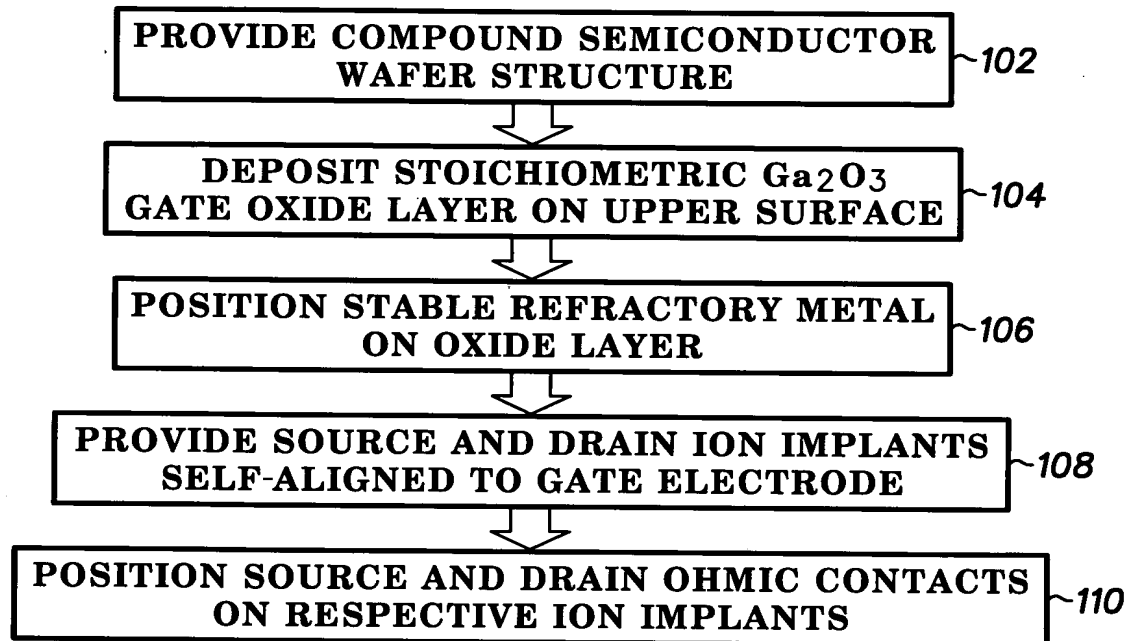 PROVIDE COMPOUND SEMICONDUCTOR
WAFER STRUCTURE
102
DEPOSIT STOICHIOMETRIC Ga2O3
GATE OXIDE LAYER ON UPPER SURFACE
104
POSITION STABLE REFRACTORY METAL
ON OXIDE LAYER
106
PROVIDE SOURCE AND DRAIN ION IMPLANTS
SELF-ALIGNED TO GATE ELECTRODE
108
POSITION SOURCE AND DRAIN OHMIC CONTACTS
ON RESPECTIVE ION IMPLANTS
110